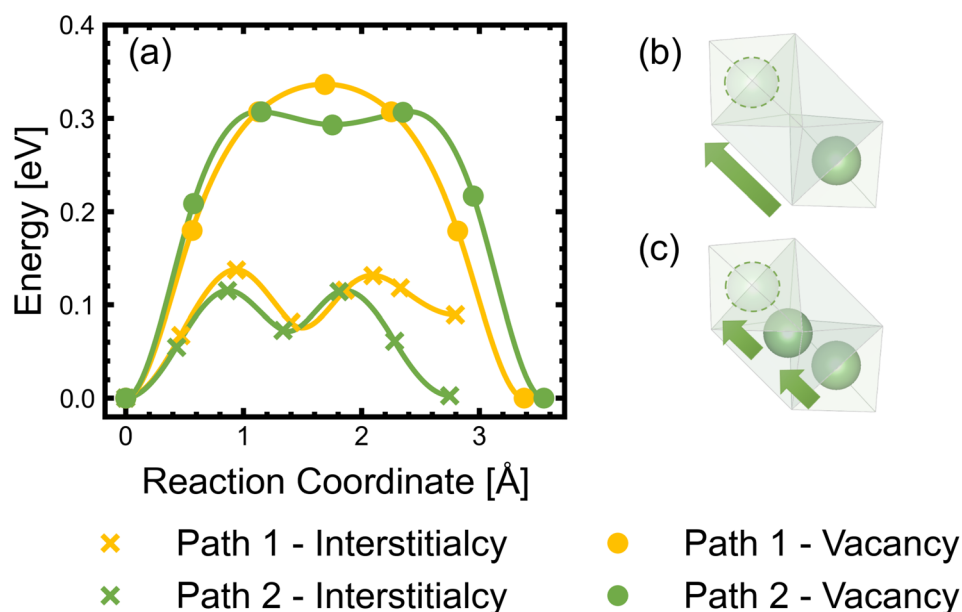 (a)
0.4
0.3
0.2
0.1
0.0
Energy [eV]
0 1 2 3
Reaction Coordinate [Å]
(b)
(c)
Path 1 - Interstitialcy
Path 1 - Vacancy
Path 2 - Interstitialcy
Path 2 - Vacancy